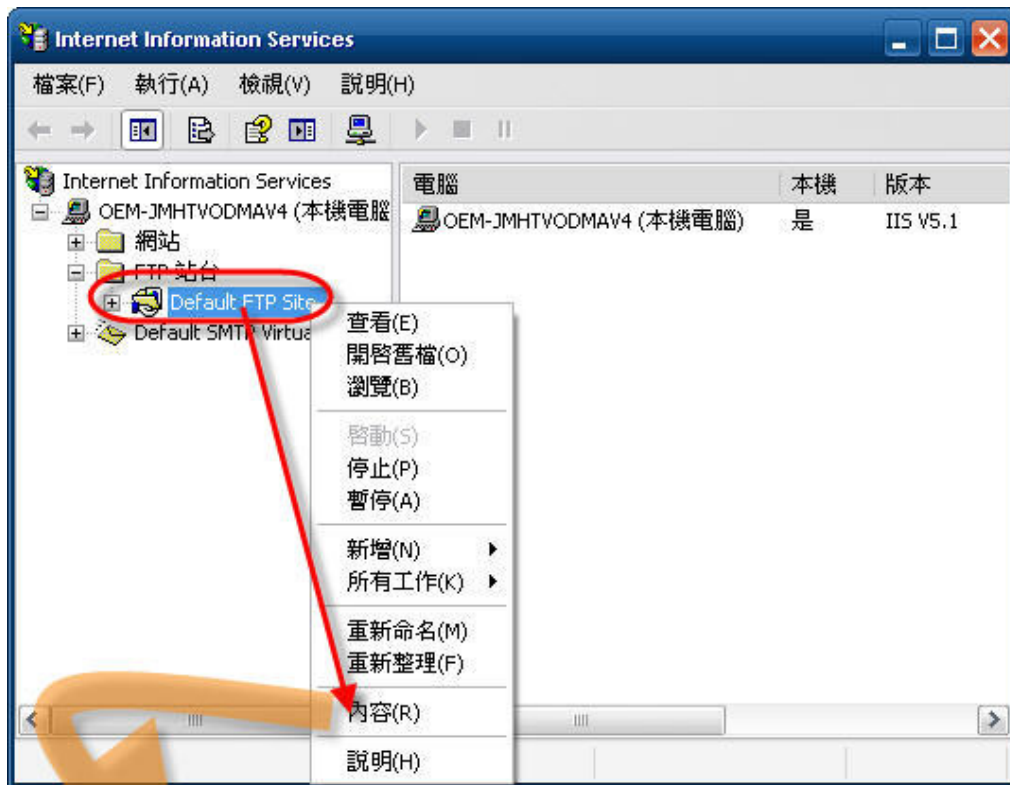 Internet Information Services
檔案(F) 執行(A) 檢視(V) 說明(H)
Internet Information Services
OEM-JMHTVODMAV4 (本機電腦
網站
FTP 站台
Default FTP Site
Default SMTP Virtua
電腦 本機 版本
OEM-JMHTVODMAV4 (本機電腦) 是 IIS V5.1
查看(E)
開啓舊檔(O)
瀏覽(B)
啓動(S)
停止(P)
暫停(A)
新增(N)
所有工作(K)
重新命名(M)
重新整理(F)
內容(R)
說明(H)